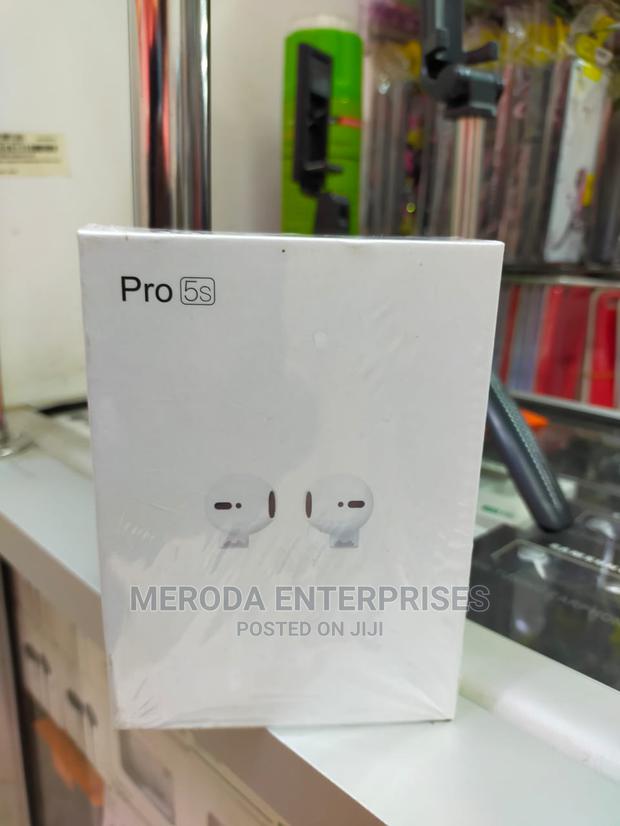 Pro 5s
MERODA ENTERPRISES
POSTED ON JIJI